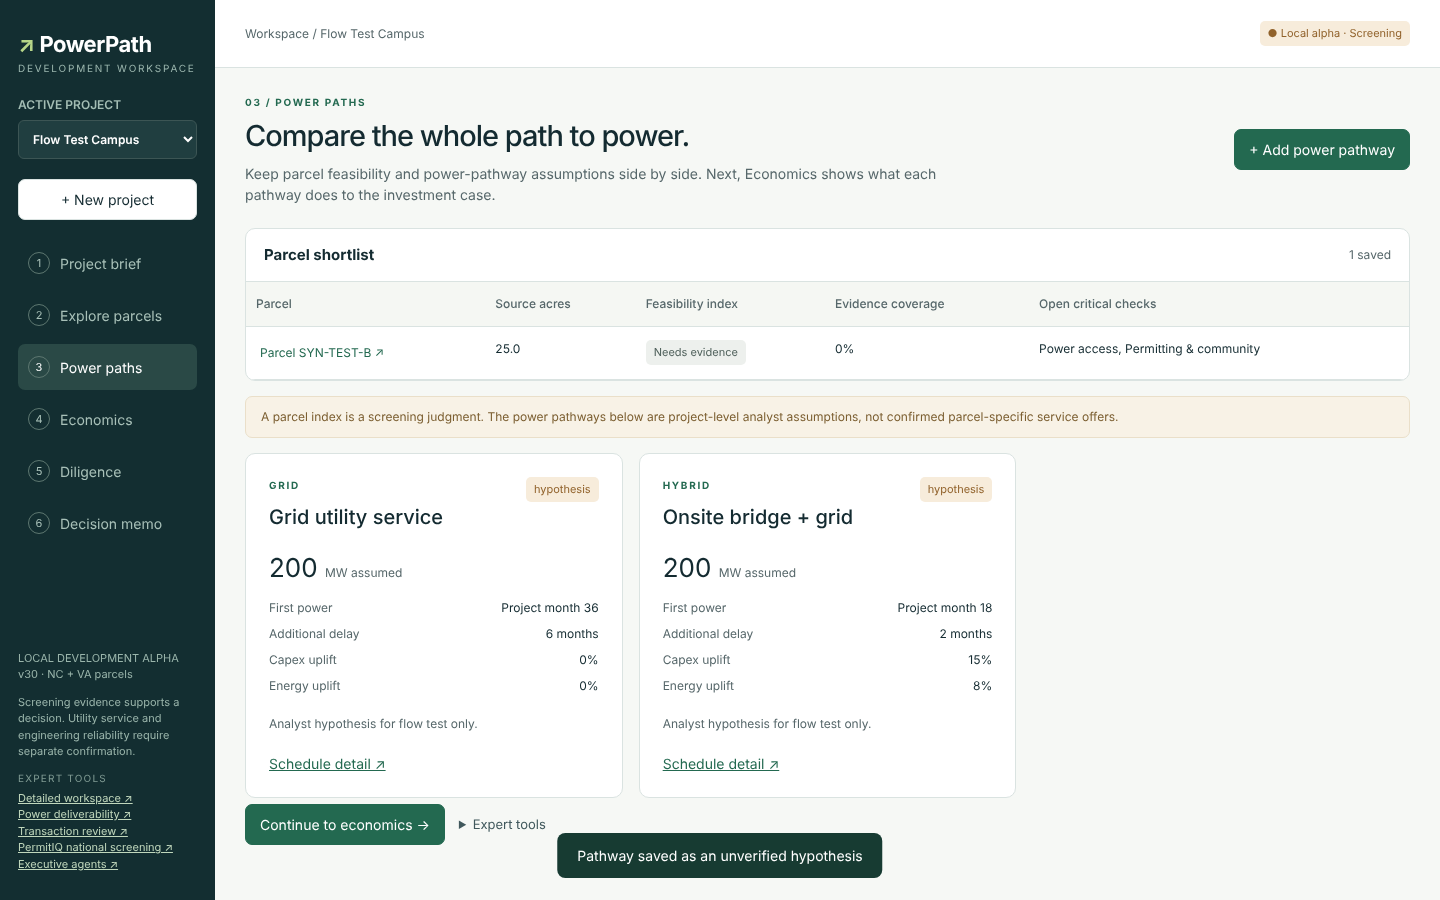 PowerPath
DEVELOPMENT WORKSPACE
ACTIVE PROJECT
Flow Test Campus
+ New project
1 Project brief
2 Explore parcels
3 Power paths
4 Economics
5 Diligence
6 Decision memo
LOCAL DEVELOPMENT ALPHA
v30 · NC + VA parcels
Screening evidence supports a
decision. Utility service and
engineering reliability require
separate confirmation.
EXPERT TOOLS
Detailed workspace ↗
Power deliverability ↗
Transaction review ↗
PermitIQ national screening ↗
Executive agents ↗
Workspace / Flow Test Campus
Local alpha · Screening
03 / POWER PATHS
Compare the whole path to power.
Keep parcel feasibility and power-pathway assumptions side by side. Next, Economics shows what each
pathway does to the investment case.
+ Add power pathway
Parcel shortlist
1 saved
Parcel Source acres Feasibility index Evidence coverage Open critical checks
Parcel SYN-TEST-B ↗ 25.0 Needs evidence 0% Power access, Permitting & community
A parcel index is a screening judgment. The power pathways below are project-level analyst assumptions, not confirmed parcel-specific service offers.
GRID
hypothesis
Grid utility service
200 MW assumed
First power Project month 36
Additional delay 6 months
Capex uplift 0%
Energy uplift 0%
Analyst hypothesis for flow test only.
Schedule detail ↗
HYBRID
hypothesis
Onsite bridge + grid
200 MW assumed
First power Project month 18
Additional delay 2 months
Capex uplift 15%
Energy uplift 8%
Analyst hypothesis for flow test only.
Schedule detail ↗
Continue to economics →
Expert tools
Pathway saved as an unverified hypothesis